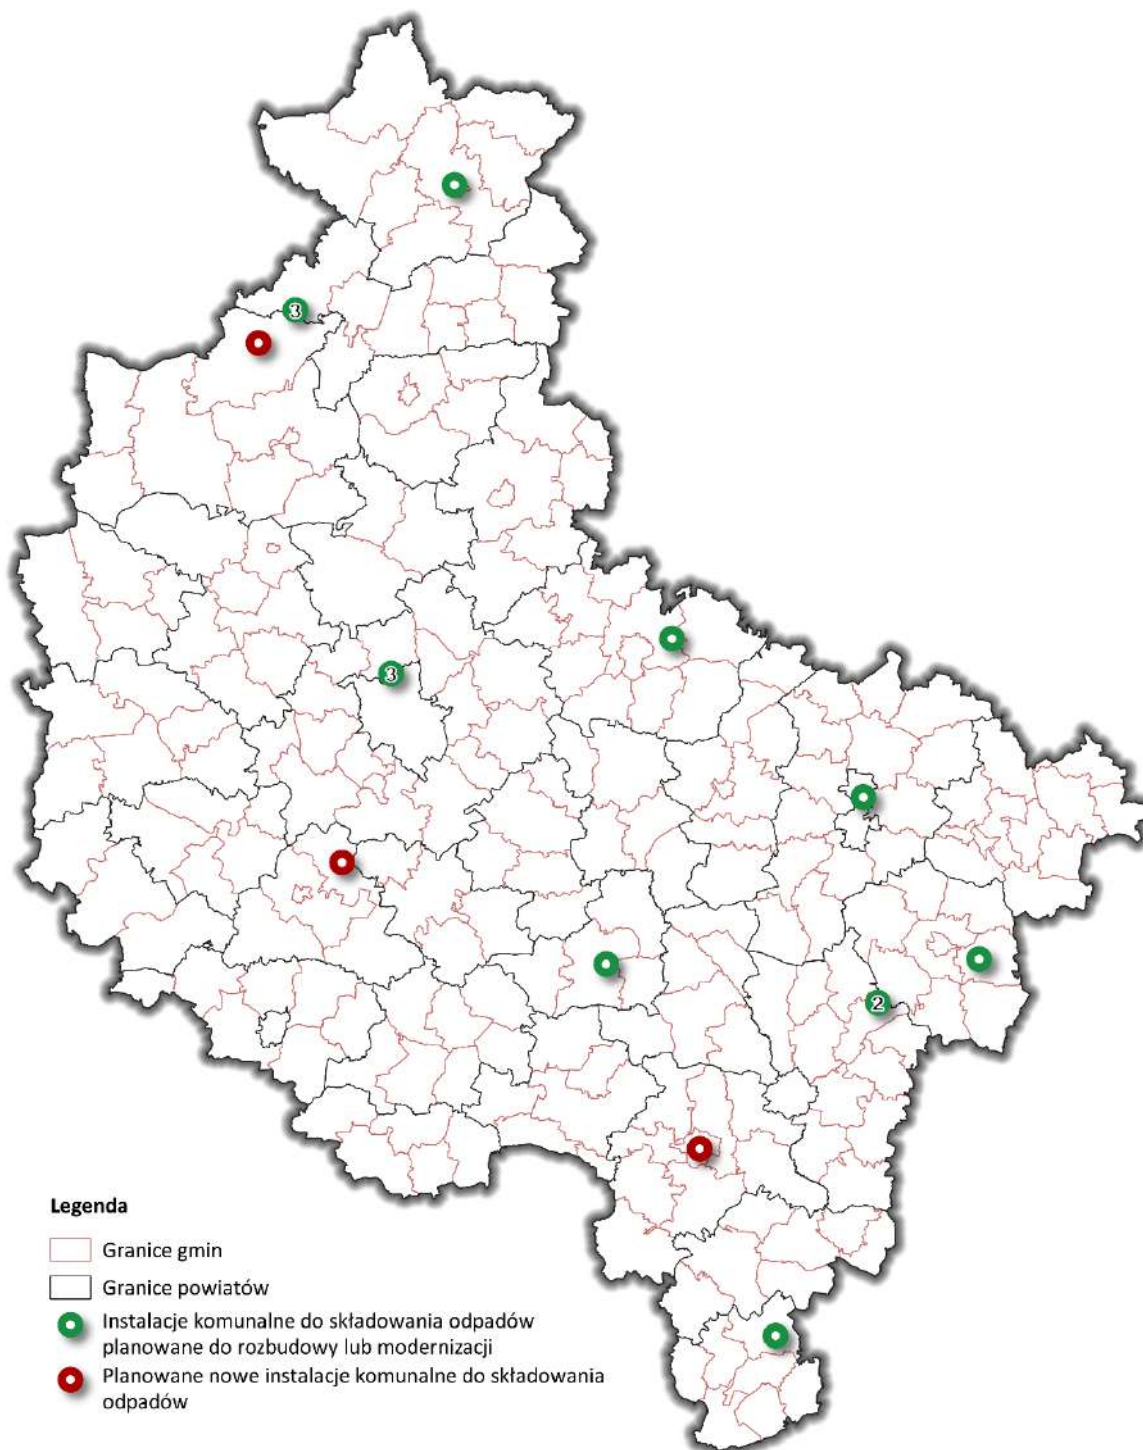 3
3
2
Legenda
Granice gmin
Granice powiatów
Instalacje komunalne do składowania odpadów
planowane do rozbudowy lub modernizacji
Planowane nowe instalacje komunalne do składowania
odpadów